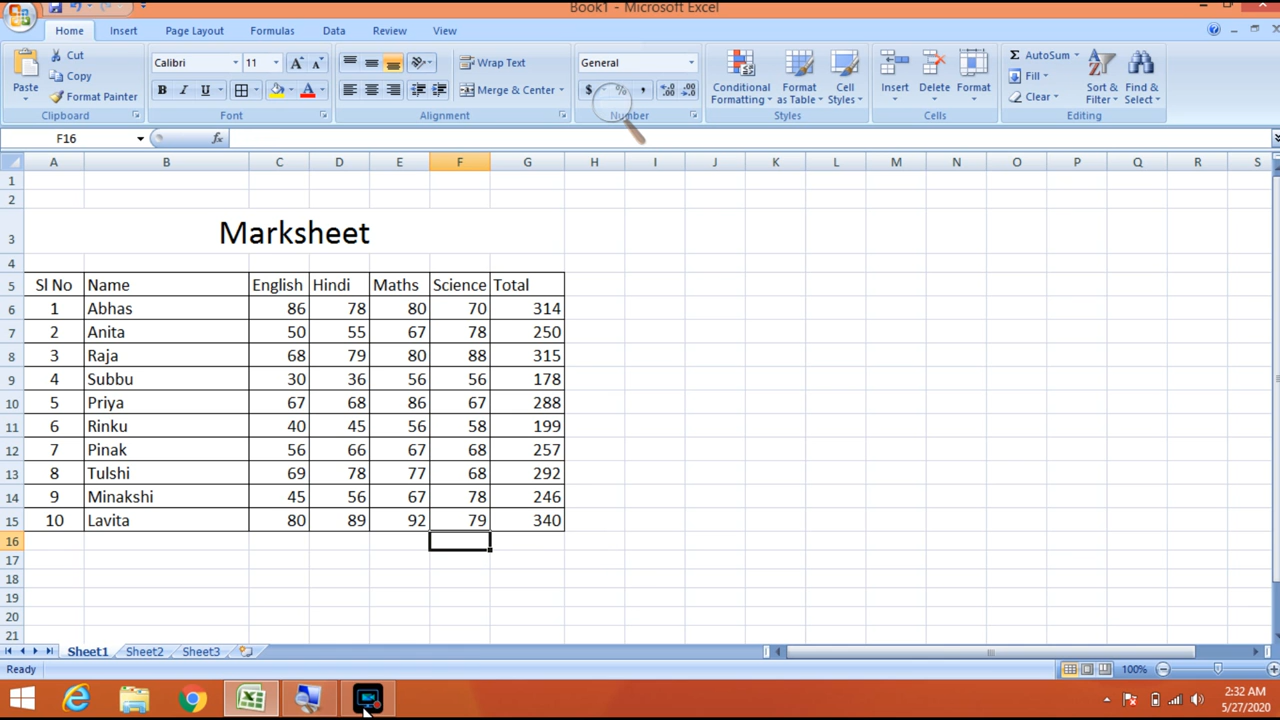 Book1 - Microsoft Excel
Home Insert Page Layout Formulas Data Review View
Cut
Copy
Format Painter
Paste
Clipboard
Calibri 11
B I U
Font
Wrap Text
Merge & Center
Alignment
General
$ % ,
Number
Conditional Formatting
Format as Table
Cell Styles
Styles
Insert Delete Format
Cells
Σ AutoSum
Fill
Clear
Sort & Filter
Find & Select
Editing
F16 fx
A B C D E F G H I J K L M N O P Q R S
1
2
3 Marksheet
4
5 Sl No Name English Hindi Maths Science Total
6 1 Abhas 86 78 80 70 314
7 2 Anita 50 55 67 78 250
8 3 Raja 68 79 80 88 315
9 4 Subbu 30 36 56 56 178
10 5 Priya 67 68 86 67 288
11 6 Rinku 40 45 56 58 199
12 7 Pinak 56 66 67 68 257
13 8 Tulshi 69 78 77 68 292
14 9 Minakshi 45 56 67 78 246
15 10 Lavita 80 89 92 79 340
16
17
18
19
20
21
Sheet1 Sheet2 Sheet3
Ready 100%
2:32 AM
5/27/2020